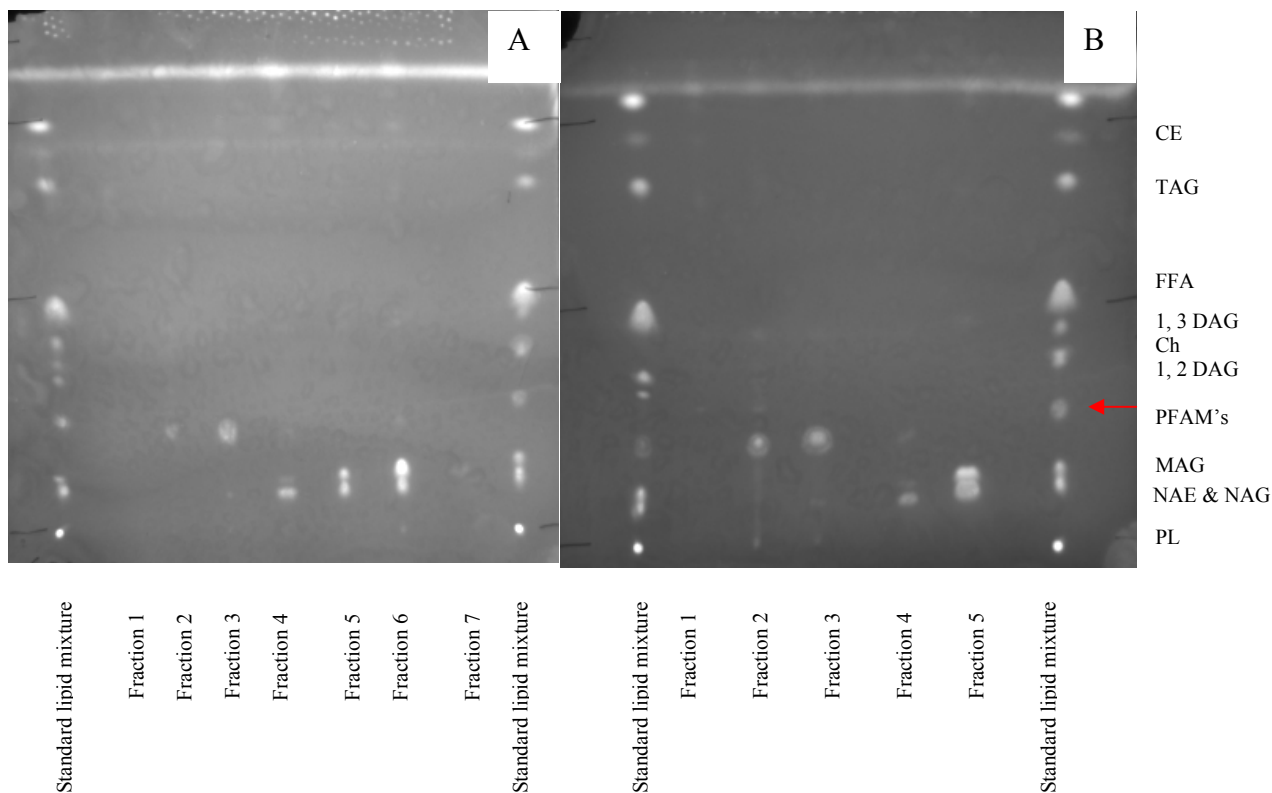 A
B
CE
TAG
FFA
1, 3 DAG
Ch
1, 2 DAG
PFAM's
MAG
NAE & NAG
PL
Standard lipid mixture
Fraction 1
Fraction 2
Fraction 3
Fraction 4
Fraction 5
Fraction 6
Fraction 7
Standard lipid mixture
Standard lipid mixture
Fraction 1
Fraction 2
Fraction 3
Fraction 4
Fraction 5
Standard lipid mixture